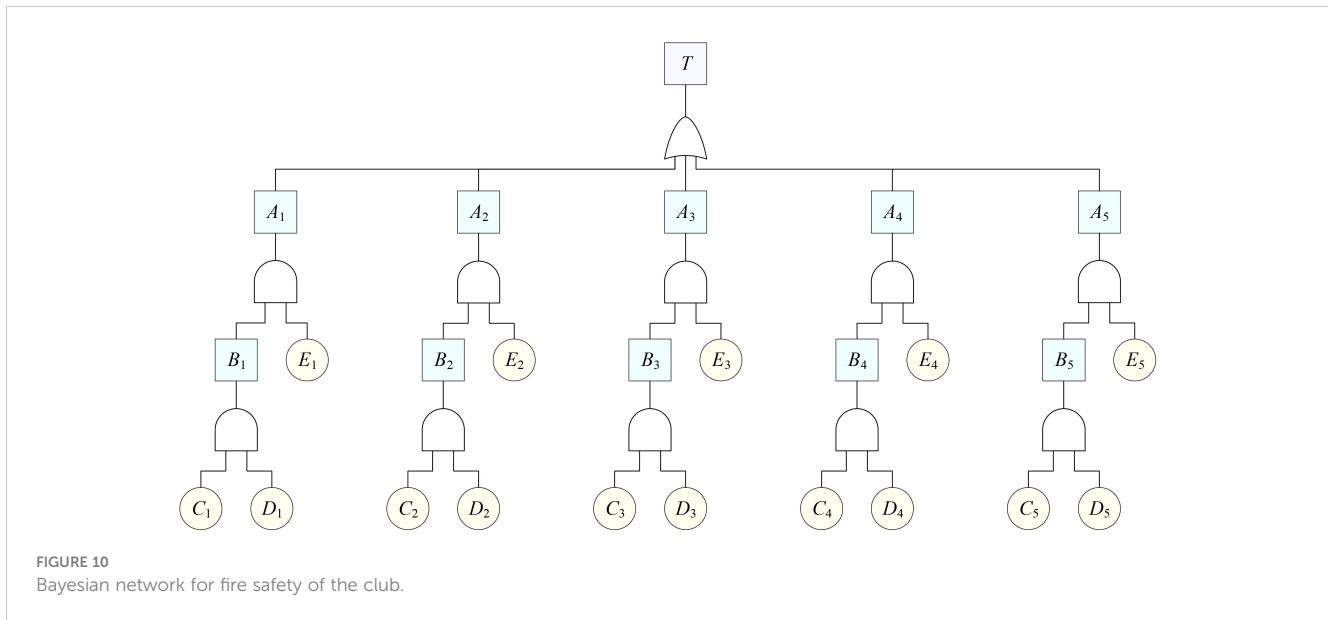 T
A1 A2 A3 A4 A5
B1 E1 B2 E2 B3 E3 B4 E4 B5 E5
C1 D1 C2 D2 C3 D3 C4 D4 C5 D5
FIGURE 10
Bayesian network for fire safety of the club.